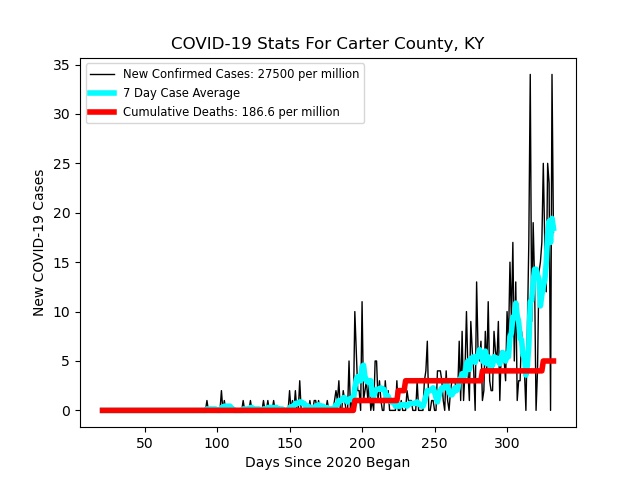 COVID-19 Stats For Carter County, KY
New Confirmed Cases: 27500 per million
7 Day Case Average
Cumulative Deaths: 186.6 per million
New COVID-19 Cases
35
30
25
20
15
10
5
0
50 100 150 200 250 300
Days Since 2020 Began